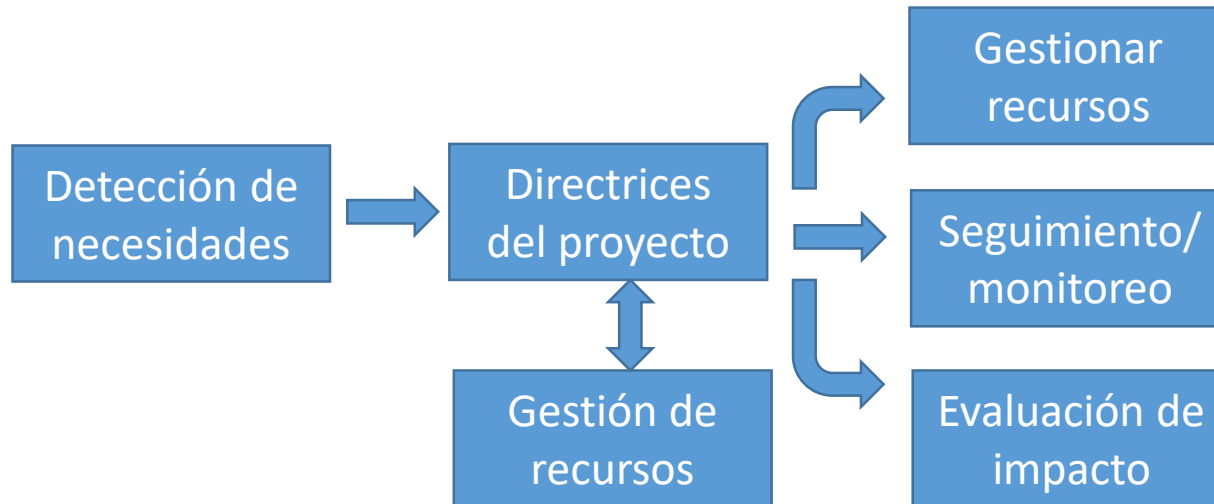 Detección de
necesidades
Directrices
del proyecto
Gestión de
recursos
Gestionar
recursos
Seguimiento/
monitoreo
Evaluación de
impacto